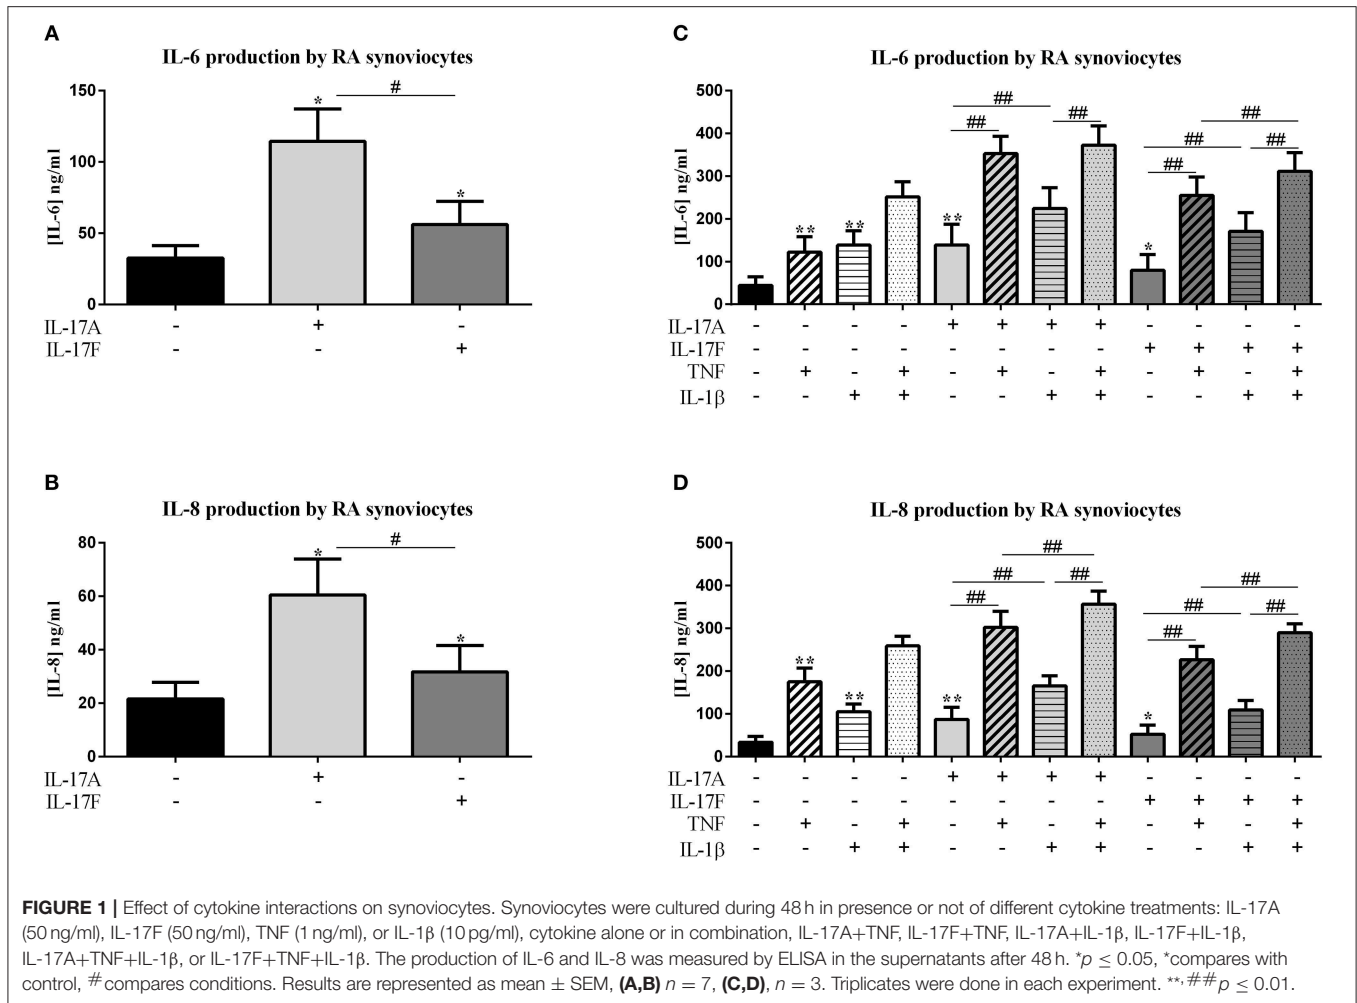 A
IL-6 production by RA synoviocytes
[IL-6] ng/ml
150
100
50
0
*
#
*
IL-17A - + -
IL-17F - - +
B
IL-8 production by RA synoviocytes
[IL-8] ng/ml
80
60
40
20
0
*
#
*
IL-17A - + -
IL-17F - - +
C
IL-6 production by RA synoviocytes
[IL-6] ng/ml
500
400
300
200
100
0
** ** ** ## ## ## * ## ## ## ##
IL-17A - - - - + + + + - - - -
IL-17F - - - - - - - - + + + +
TNF - + - + - + - + - + - +
IL-1β - - + + - - + + - - + +
D
IL-8 production by RA synoviocytes
[IL-8] ng/ml
500
400
300
200
100
0
** ** ** ## ## ## ## * ## ## ## ##
IL-17A - - - - + + + + - - - -
IL-17F - - - - - - - - + + + +
TNF - + - + - + - + - + - +
IL-1β - - + + - - + + - - + +
FIGURE 1 | Effect of cytokine interactions on synoviocytes. Synoviocytes were cultured during 48 h in presence or not of different cytokine treatments: IL-17A
(50 ng/ml), IL-17F (50 ng/ml), TNF (1 ng/ml), or IL-1β (10 pg/ml), cytokine alone or in combination, IL-17A+TNF, IL-17F+TNF, IL-17A+IL-1β, IL-17F+IL-1β,
IL-17A+TNF+IL-1β, or IL-17F+TNF+IL-1β. The production of IL-6 and IL-8 was measured by ELISA in the supernatants after 48 h. *p ≤ 0.05, *compares with
control, #compares conditions. Results are represented as mean ± SEM, (A,B) n = 7, (C,D), n = 3. Triplicates were done in each experiment. **,##p ≤ 0.01.